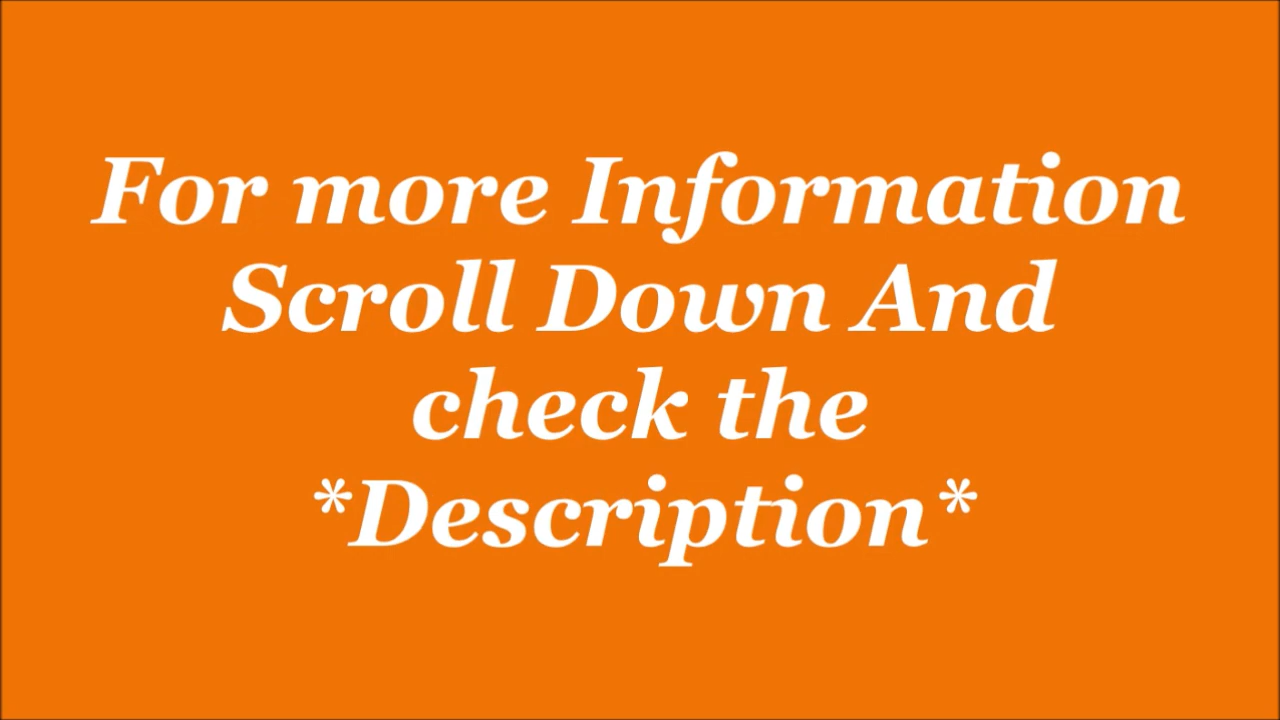 For more Information
Scroll Down And
check the
*Description*